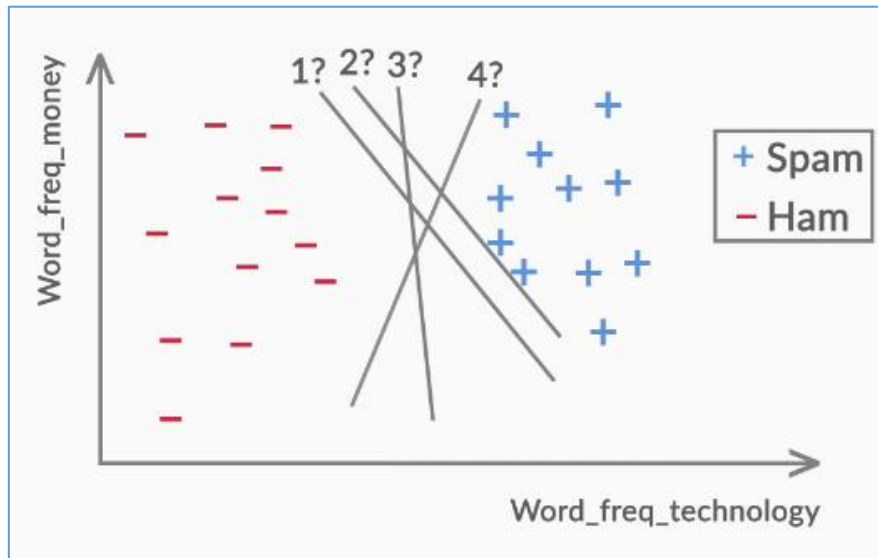 1? 2? 3? 4?
Word_freq_money
+ Spam
− Ham
Word_freq_technology